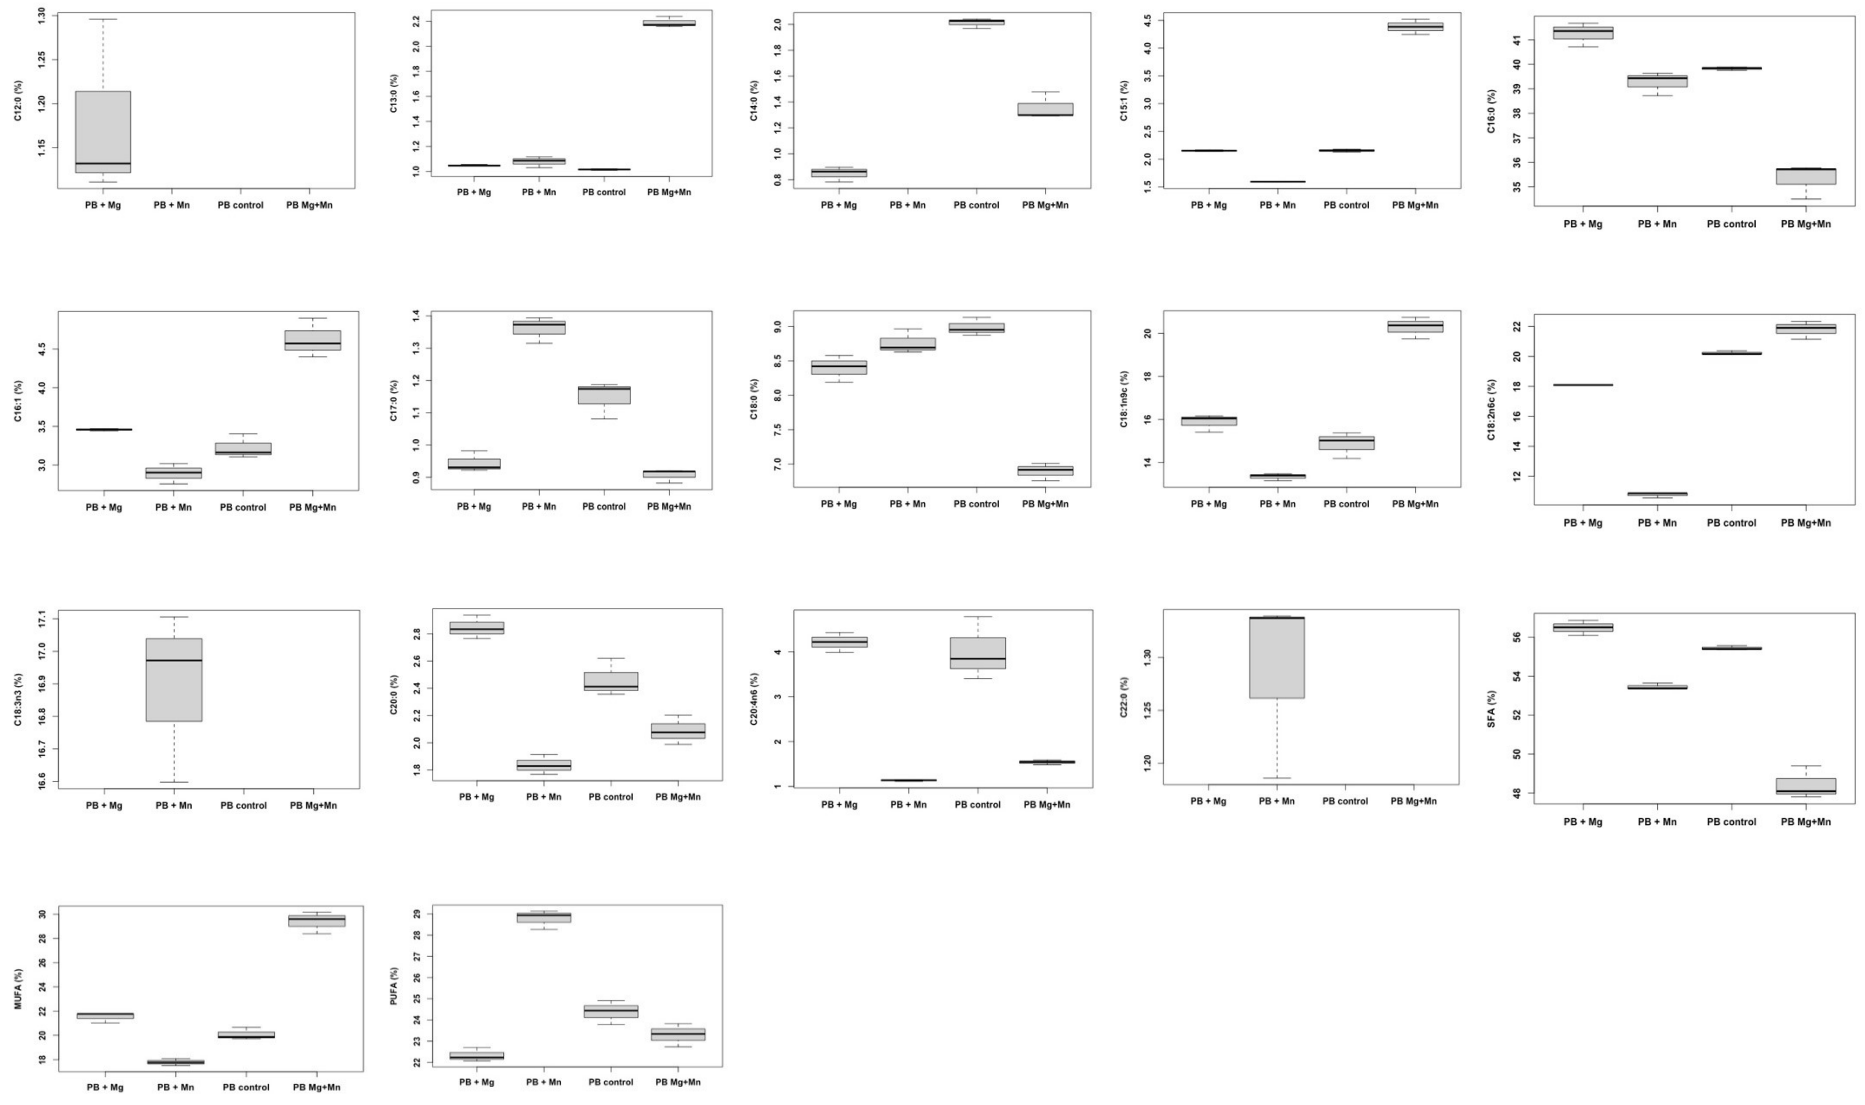 C12:0 (%)
1.30
1.25
1.20
1.15
PB + Mg PB + Mn PB control PB Mg+Mn
C13:0 (%)
2.2
2.0
1.8
1.6
1.4
1.2
1.0
PB + Mg PB + Mn PB control PB Mg+Mn
C14:0 (%)
2.0
1.8
1.6
1.4
1.2
1.0
0.8
PB + Mg PB + Mn PB control PB Mg+Mn
C15:1 (%)
4.5
4.0
3.5
3.0
2.5
2.0
1.5
PB + Mg PB + Mn PB control PB Mg+Mn
C16:0 (%)
41
40
39
38
37
36
35
PB + Mg PB + Mn PB control PB Mg+Mn
C16:1 (%)
4.5
4.0
3.5
3.0
PB + Mg PB + Mn PB control PB Mg+Mn
C17:0 (%)
1.4
1.3
1.2
1.1
1.0
0.9
PB + Mg PB + Mn PB control PB Mg+Mn
C18:0 (%)
9.0
8.5
8.0
7.5
7.0
PB + Mg PB + Mn PB control PB Mg+Mn
C18:1n9c (%)
20
18
16
14
PB + Mg PB + Mn PB control PB Mg+Mn
C18:2n6c (%)
22
20
18
16
14
12
PB + Mg PB + Mn PB control PB Mg+Mn
C18:3n3 (%)
17.1
17.0
16.9
16.8
16.7
16.6
PB + Mg PB + Mn PB control PB Mg+Mn
C20:0 (%)
2.8
2.6
2.4
2.2
2.0
1.8
PB + Mg PB + Mn PB control PB Mg+Mn
C20:4n6 (%)
4
3
2
1
PB + Mg PB + Mn PB control PB Mg+Mn
C22:0 (%)
1.30
1.25
1.20
PB + Mg PB + Mn PB control PB Mg+Mn
SFA (%)
56
54
52
50
48
PB + Mg PB + Mn PB control PB Mg+Mn
MUFA (%)
30
28
26
24
22
20
18
PB + Mg PB + Mn PB control PB Mg+Mn
PUFA (%)
29
28
27
26
25
24
23
22
PB + Mg PB + Mn PB control PB Mg+Mn